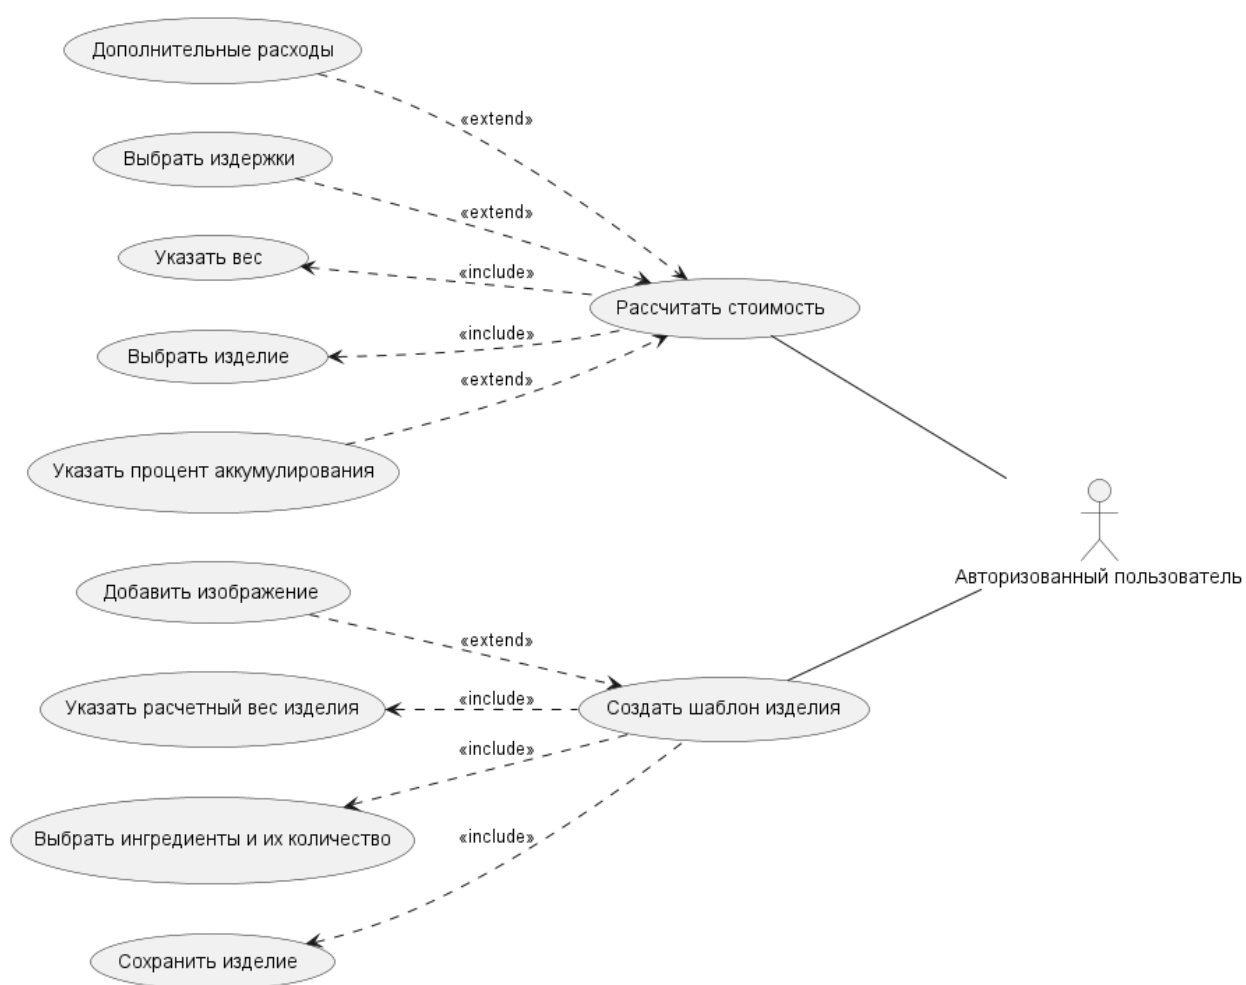 Дополнительные расходы
«extend»
Выбрать издержки
«extend»
Указать вес
«include»
Рассчитать стоимость
Выбрать изделие
«include»
«extend»
Указать процент аккумулирования
Авторизованный пользователь
Добавить изображение
«extend»
Указать расчетный вес изделия
«include»
Создать шаблон изделия
«include»
Выбрать ингредиенты и их количество
«include»
Сохранить изделие